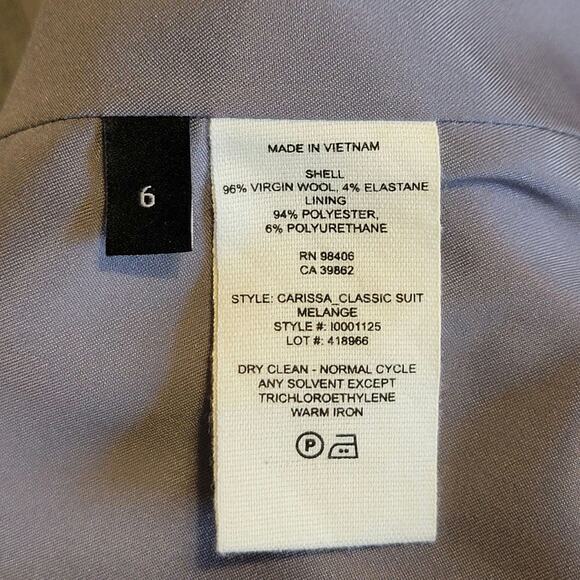 6
MADE IN VIETNAM
SHELL
96% VIRGIN WOOL, 4% ELASTANE
LINING
94% POLYESTER,
6% POLYURETHANE
RN 98406
CA 39862
STYLE: CARISSA_CLASSIC SUIT
MELANGE
STYLE #: I0001125
LOT #: 418966
DRY CLEAN - NORMAL CYCLE
ANY SOLVENT EXCEPT
TRICHLOROETHYLENE
WARM IRON
P